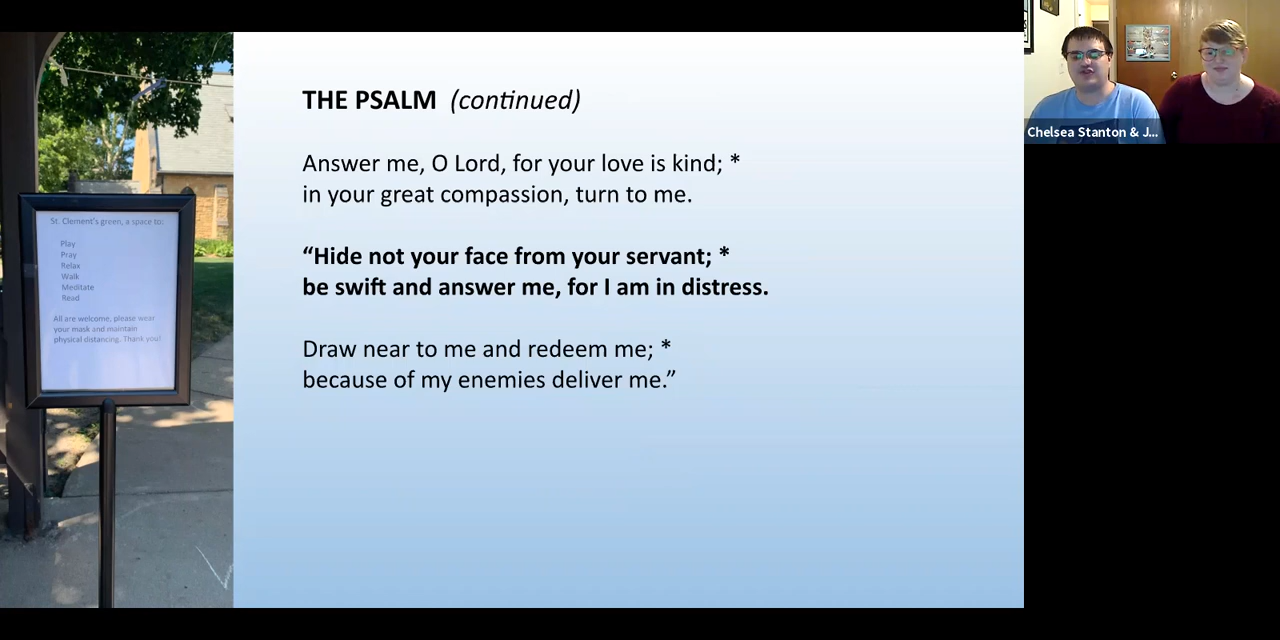 THE PSALM (continued)
Answer me, O Lord, for your love is kind; *
in your great compassion, turn to me.
“Hide not your face from your servant; *
be swift and answer me, for I am in distress.
Draw near to me and redeem me; *
because of my enemies deliver me.”
St. Clement's green, a space to:
Play
Pray
Relax
Walk
Meditate
Read
All are welcome, please wear
your mask and maintain
physical distancing. Thank you!
Chelsea Stanton & J...